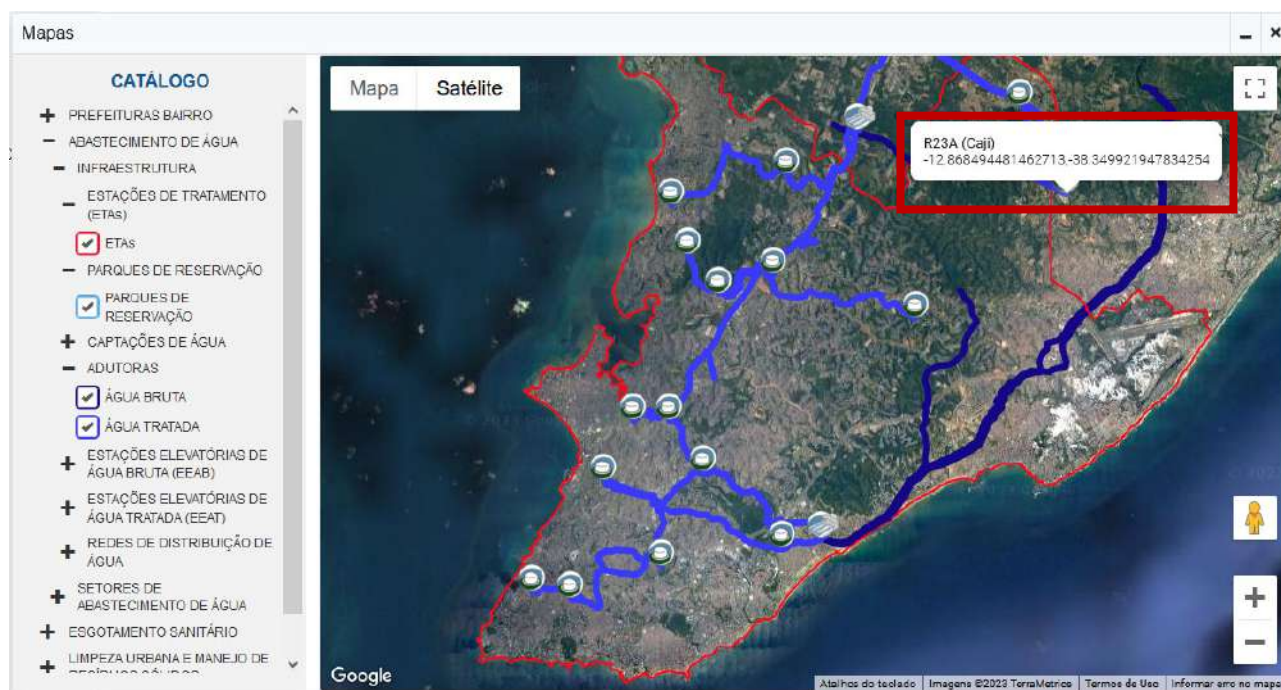 Mapas
CATÁLOGO
PREFEITURAS BAIRRO
ABASTECIMENTO DE ÁGUA
INFRAESTRUTURA
ESTAÇÕES DE TRATAMENTO
(ETAs)
ETAs
PARQUES DE RESERVAÇÃO
PARQUES DE
RESERVAÇÃO
CAPTAÇÕES DE ÁGUA
ADUTORAS
ÁGUA BRUTA
ÁGUA TRATADA
ESTAÇÕES ELEVATÓRIAS DE
ÁGUA BRUTA (EEAB)
ESTAÇÕES ELEVATÓRIAS DE
ÁGUA TRATADA (EEAT)
REDES DE DISTRIBUIÇÃO DE
ÁGUA
SETORES DE
ABASTECIMENTO DE ÁGUA
ESGOTAMENTO SANITÁRIO
LIMPEZA URBANA E MANEJO DE
Mapa Satélite
R23A (Caji)
-12.868494481462713,-38.349921947834254
Google
Atalhos do teclado Imagens ©2023 TerraMetrics Termos de Uso Informar erro no mapa